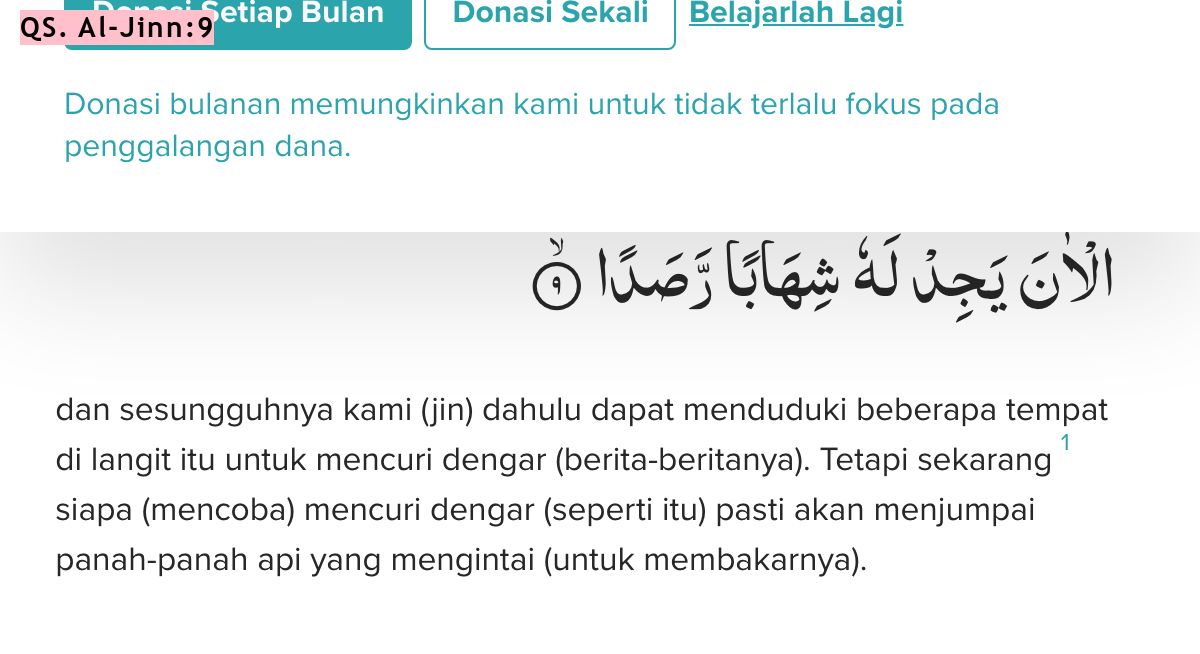 Donasi Setiap Bulan Donasi Sekali Belajarlah Lagi
QS. Al-Jinn:9
Donasi bulanan memungkinkan kami untuk tidak terlalu fokus pada
penggalangan dana.
الْاٰنَ يَجِدْ لَهٗ شِهَابًا رَّصَدًاۙ ٩
dan sesungguhnya kami (jin) dahulu dapat menduduki beberapa tempat
di langit itu untuk mencuri dengar (berita-beritanya). Tetapi sekarang 1
siapa (mencoba) mencuri dengar (seperti itu) pasti akan menjumpai
panah-panah api yang mengintai (untuk membakarnya).